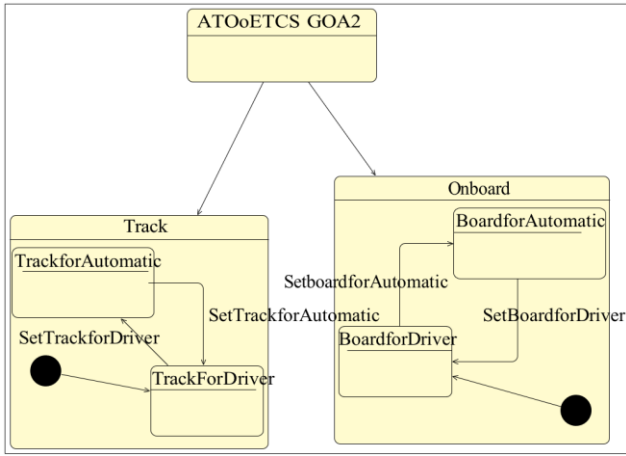 ATOoETCS GOA2
Onboard
BoardforAutomatic
SetboardforAutomatic
SetBoardforDriver
BoardforDriver
Track
TrackforAutomatic
SetTrackforAutomatic
SetTrackforDriver
TrackForDriver